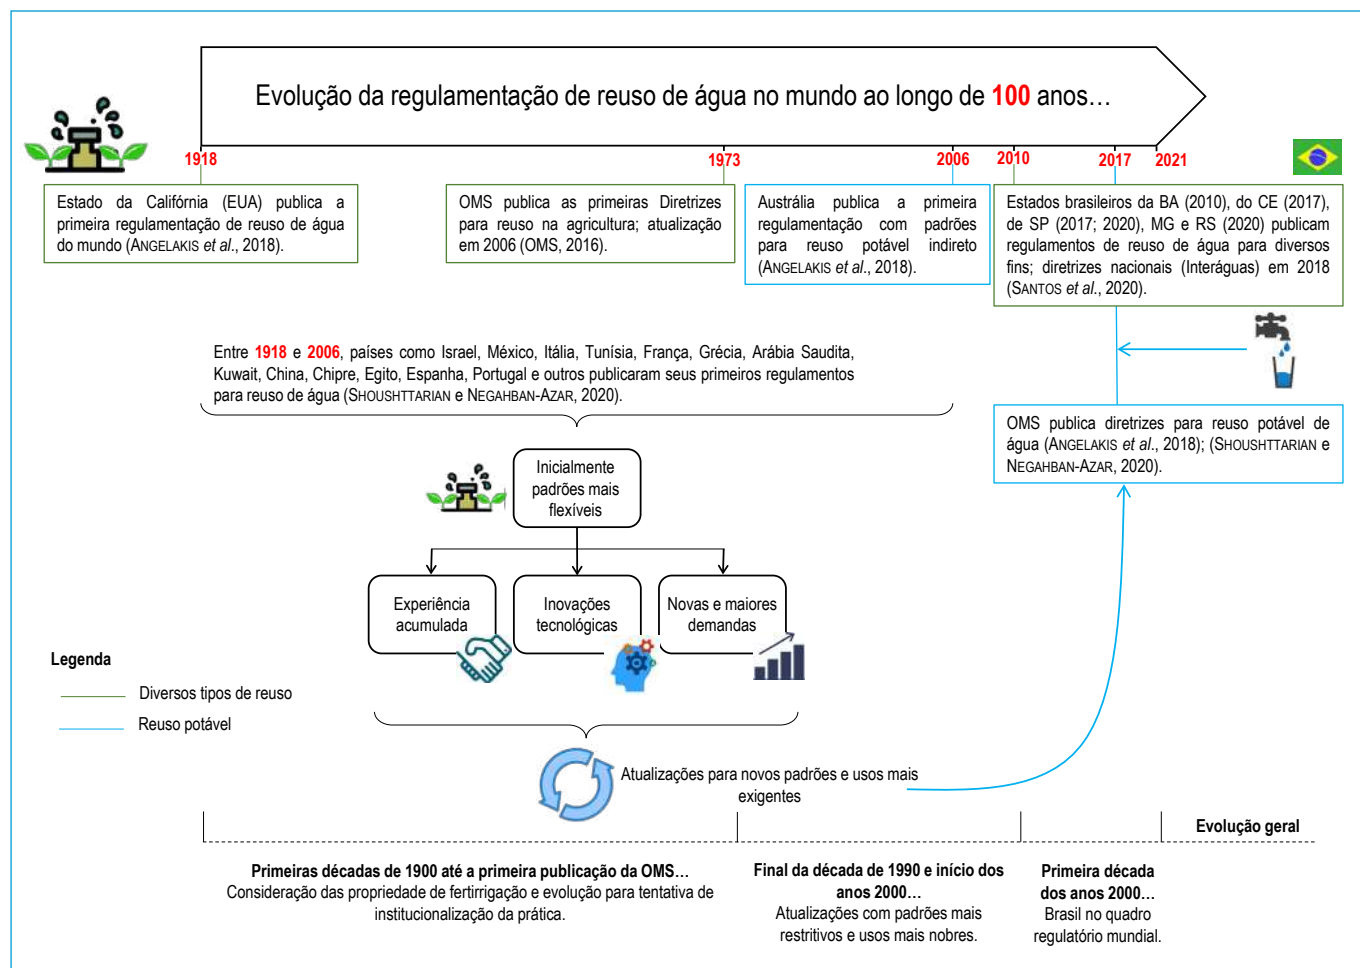 Evolução da regulamentação de reuso de água no mundo ao longo de 100 anos…
1918
1973
2006
2010
2017
2021
Estado da Califórnia (EUA) publica a
primeira regulamentação de reuso de água
do mundo (ANGELAKIS et al., 2018).
OMS publica as primeiras Diretrizes
para reuso na agricultura; atualização
em 2006 (OMS, 2016).
Austrália publica a primeira
regulamentação com padrões
para reuso potável indireto
(ANGELAKIS et al., 2018).
Estados brasileiros da BA (2010), do CE (2017),
de SP (2017; 2020), MG e RS (2020) publicam
regulamentos de reuso de água para diversos
fins; diretrizes nacionais (Interáguas) em 2018
(SANTOS et al., 2020).
Entre 1918 e 2006, países como Israel, México, Itália, Tunísia, França, Grécia, Arábia Saudita,
Kuwait, China, Chipre, Egito, Espanha, Portugal e outros publicaram seus primeiros regulamentos
para reuso de água (SHOUSHTTARIAN e NEGAHBAN-AZAR, 2020).
OMS publica diretrizes para reuso potável de
água (ANGELAKIS et al., 2018); (SHOUSHTTARIAN e
NEGAHBAN-AZAR, 2020).
Inicialmente
padrões mais
flexíveis
Experiência
acumulada
Inovações
tecnológicas
Novas e maiores
demandas
Legenda
Diversos tipos de reuso
Reuso potável
Atualizações para novos padrões e usos mais
exigentes
Evolução geral
Primeiras décadas de 1900 até a primeira publicação da OMS…
Consideração das propriedade de fertirrigação e evolução para tentativa de
institucionalização da prática.
Final da década de 1990 e início dos
anos 2000…
Atualizações com padrões mais
restritivos e usos mais nobres.
Primeira década
dos anos 2000…
Brasil no quadro
regulatório mundial.